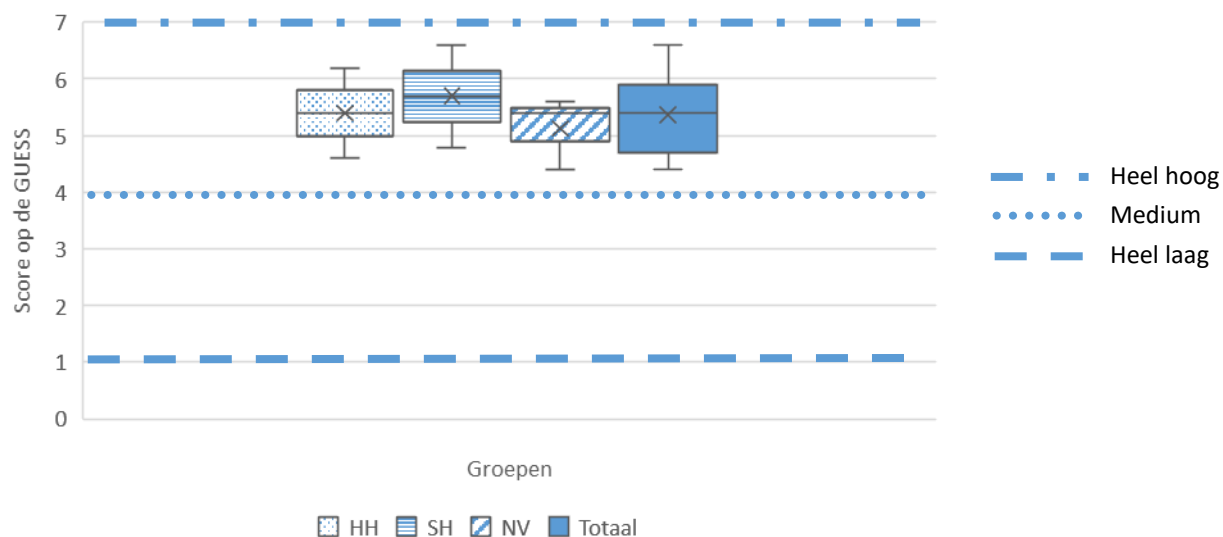 7
6
5
4
3
2
1
0
Score op de GUESS
Groepen
HH SH NV Totaal
Heel hoog
Medium
Heel laag